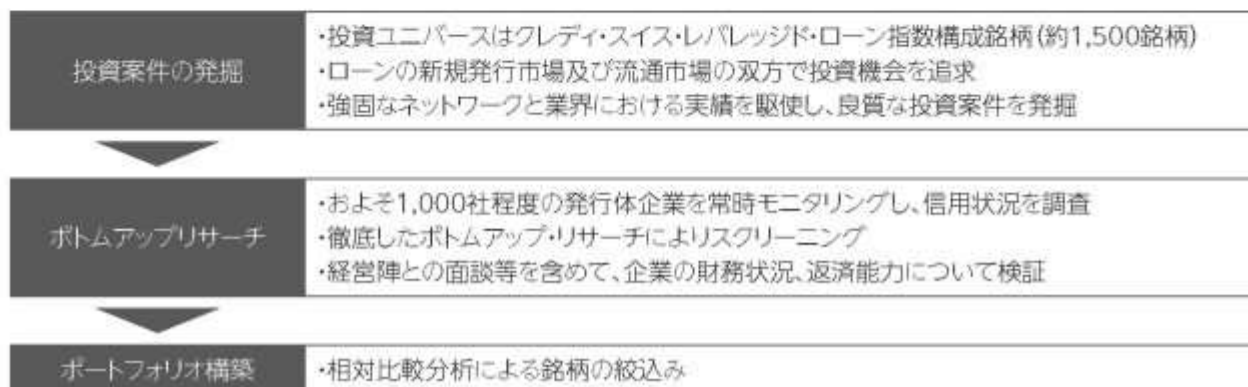 投資案件の発掘
・投資ユニバースはクレディ・スイス・レバレッジド・ローン指数構成銘柄(約1,500銘柄)
・ローンの新規発行市場及び流通市場の双方で投資機会を追求
・強固なネットワークと業界における実績を駆使し、良質な投資案件を発掘
ボトムアップリサーチ
・およそ1,000社程度の発行体企業を常時モニタリングし、信用状況を調査
・徹底したボトムアップ・リサーチによりスクリーニング
・経営陣との面談等を含めて、企業の財務状況、返済能力について検証
ポートフォリオ構築
・相対比較分析による銘柄の絞込み